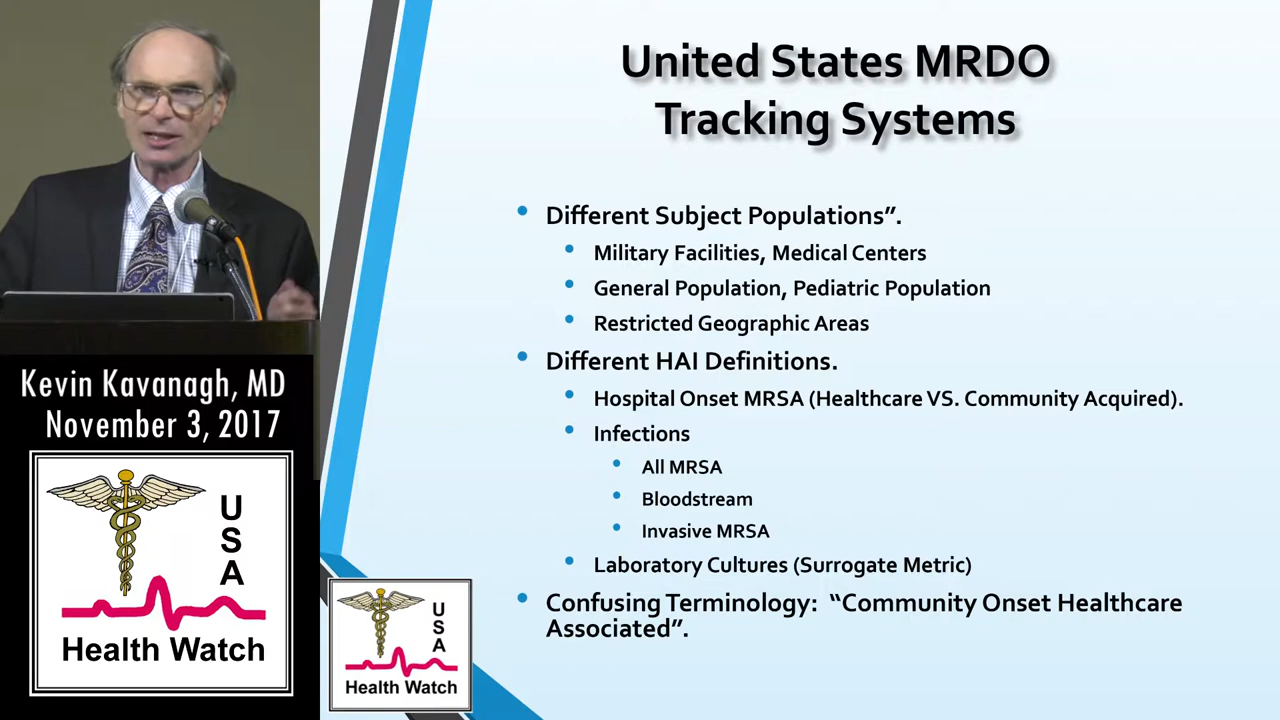 United States MRDO
Tracking Systems
Different Subject Populations”.
Military Facilities, Medical Centers
General Population, Pediatric Population
Restricted Geographic Areas
Different HAI Definitions.
Hospital Onset MRSA (Healthcare VS. Community Acquired).
Infections
All MRSA
Bloodstream
Invasive MRSA
Laboratory Cultures (Surrogate Metric)
Confusing Terminology: “Community Onset Healthcare
Associated”.
Kevin Kavanagh, MD
November 3, 2017
USA
Health Watch
USA
Health Watch